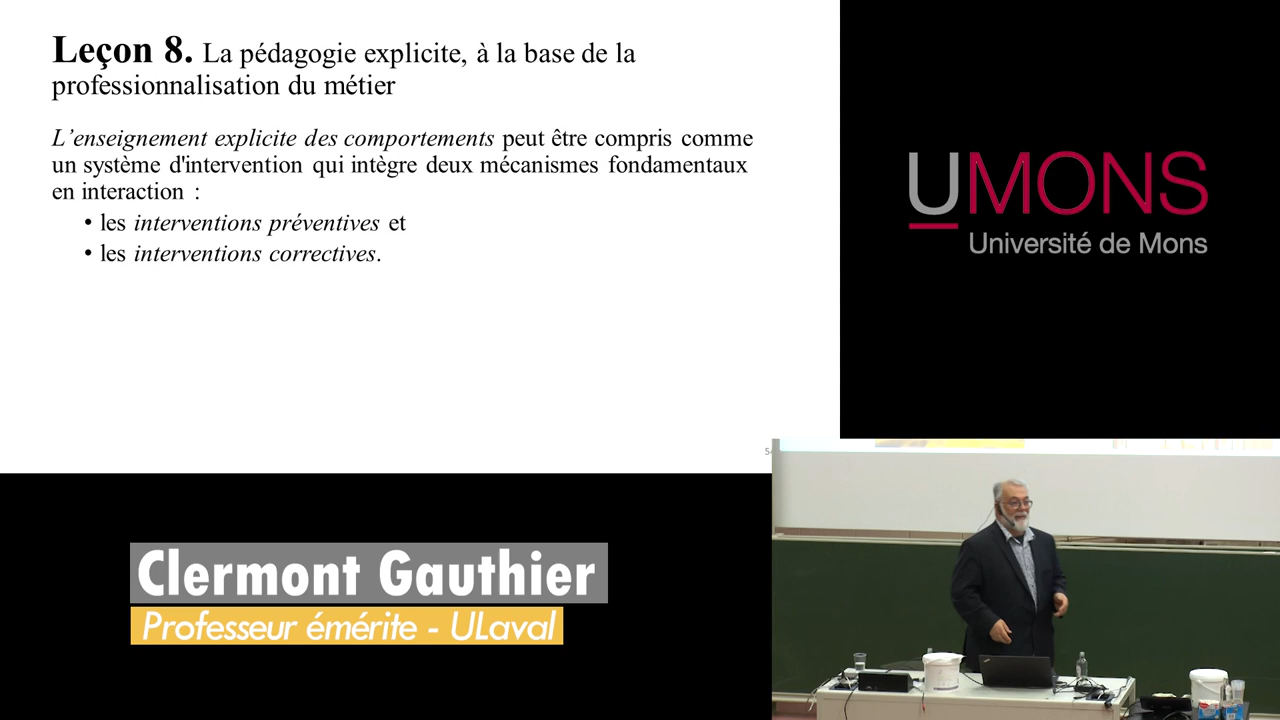 Leçon 8. La pédagogie explicite, à la base de la
professionnalisation du métier
L’enseignement explicite des comportements peut être compris comme
un système d'intervention qui intègre deux mécanismes fondamentaux
en interaction :
• les interventions préventives et
• les interventions correctives.
UMONS
Université de Mons
Clermont Gauthier
Professeur émérite - ULaval